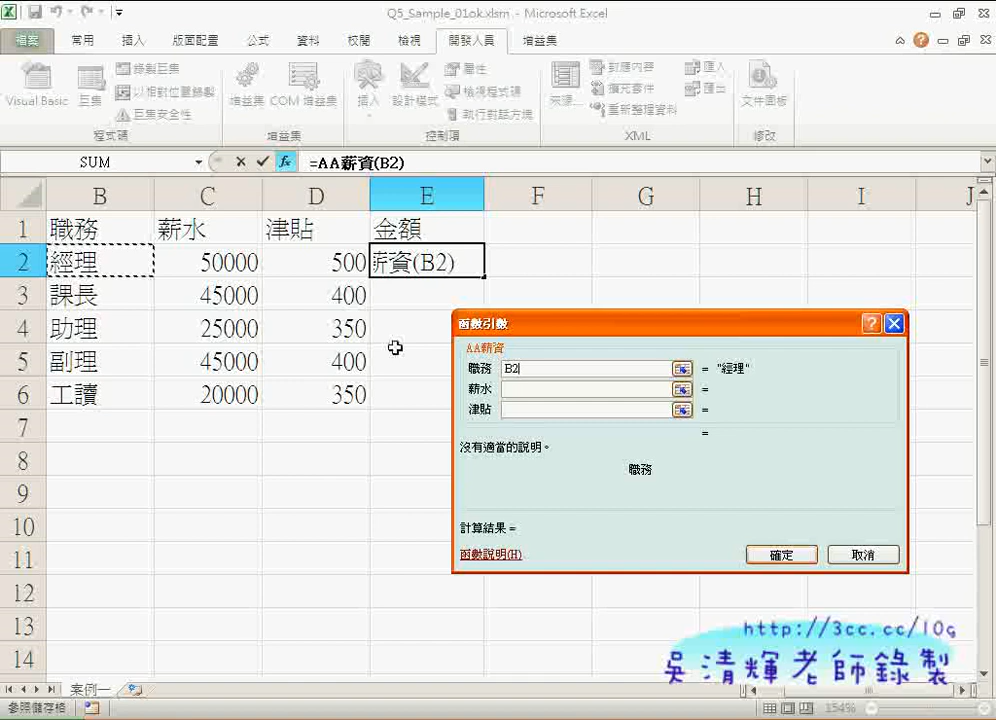 Q5_Sample_01ok.xlsm - Microsoft Excel
檔案 常用 插入 版面配置 公式 資料 校閱 檢視 開發人員 增益集
Visual Basic 巨集 錄製巨集 以相對位置錄製 巨集安全性 增益集 COM 增益集 插入 設計模式 屬性 檢視程式碼 執行對話方塊 來源 對應內容 擴充套件 重新整理資料 匯入 匯出 文件面板
程式碼 增益集 控制項 XML 修改
SUM =AA薪資(B2)
B C D E F G H I J
1 職務 薪水 津貼 金額
2 經理 50000 500 薪資(B2)
3 課長 45000 400
4 助理 25000 350
5 副理 45000 400
6 工讀 20000 350
7
8
9
10
11
12
13
14
函數引數
AA薪資
職務 B2 = "經理"
薪水 =
津貼 =
=
沒有適當的說明。
職務
計算結果 =
函數說明(H) 確定 取消
http://3cc.cc/10g
吳清輝老師錄製
案例一
參照儲存格 154%